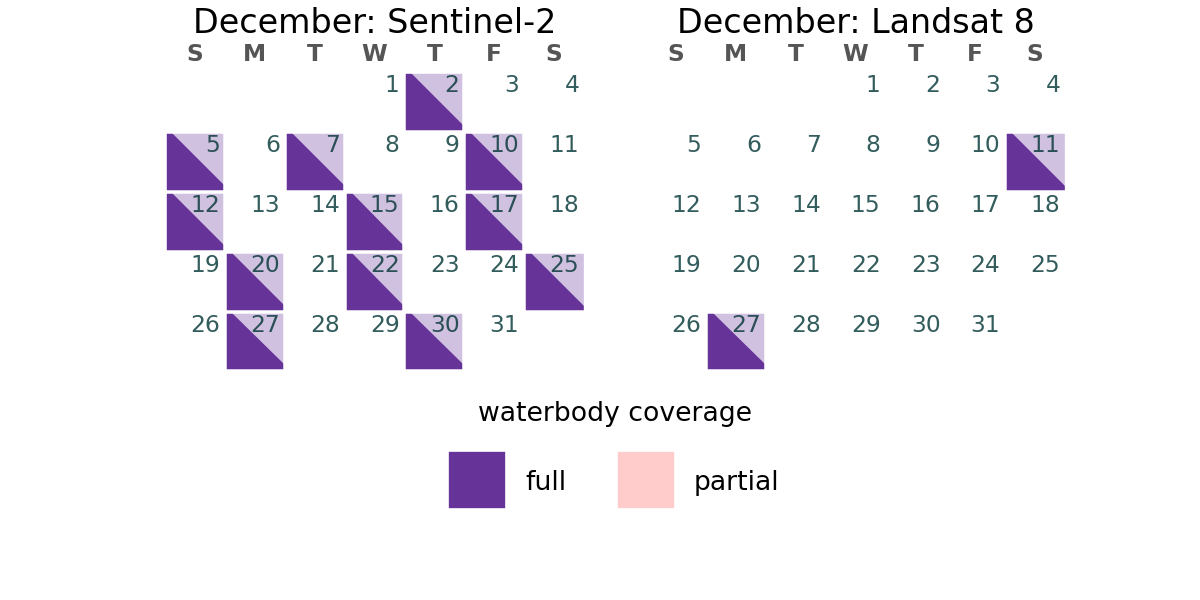 December: Sentinel-2
S M T W T F S
1 2 3 4
5 6 7 8 9 10 11
12 13 14 15 16 17 18
19 20 21 22 23 24 25
26 27 28 29 30 31
December: Landsat 8
S M T W T F S
1 2 3 4
5 6 7 8 9 10 11
12 13 14 15 16 17 18
19 20 21 22 23 24 25
26 27 28 29 30 31
waterbody coverage
full partial